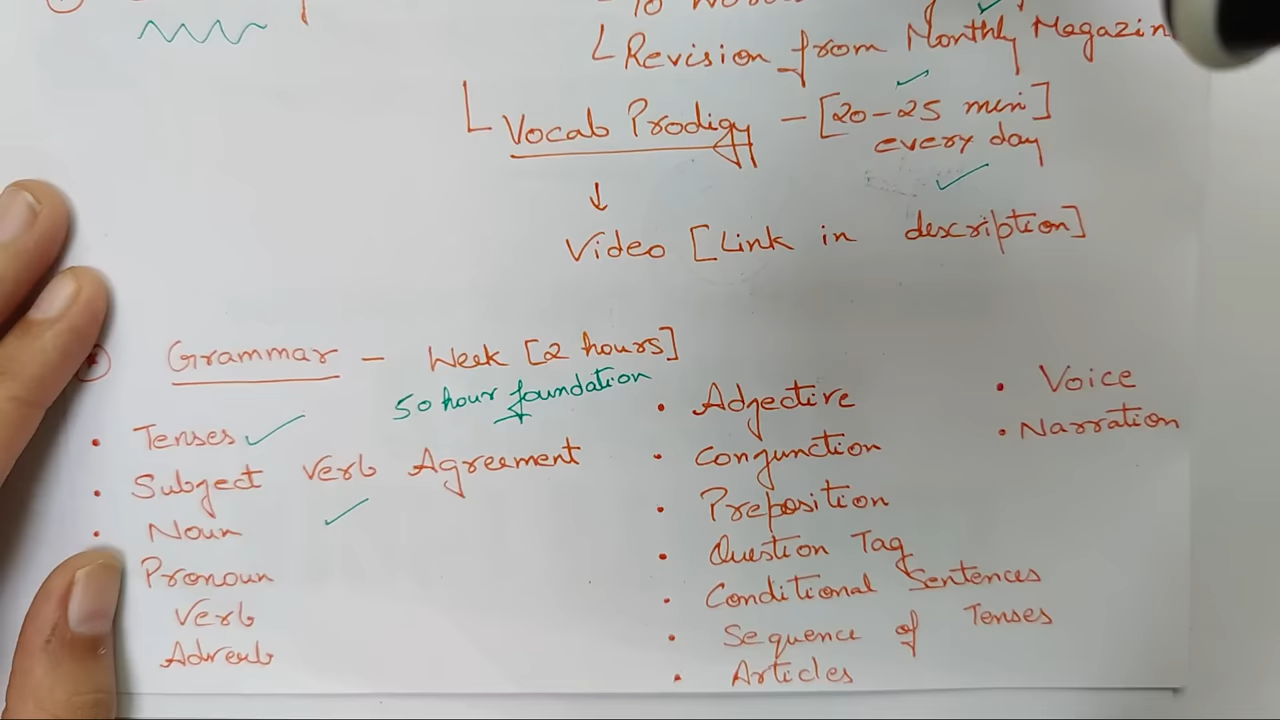 - 10 Words
Revision from Monthly Magazin
Vocab Prodigy - [20-25 min]
every day
↓
Video [Link in description]
Grammar - Week [2 hours]
50 hour foundation
• Tenses
• Subject Verb Agreement
• Noun
Pronoun
Verb
Adverb
• Adjective
• Conjunction
• Preposition
• Question Tag
• Conditional Sentences
• Sequence of Tenses
• Articles
• Voice
• Narration